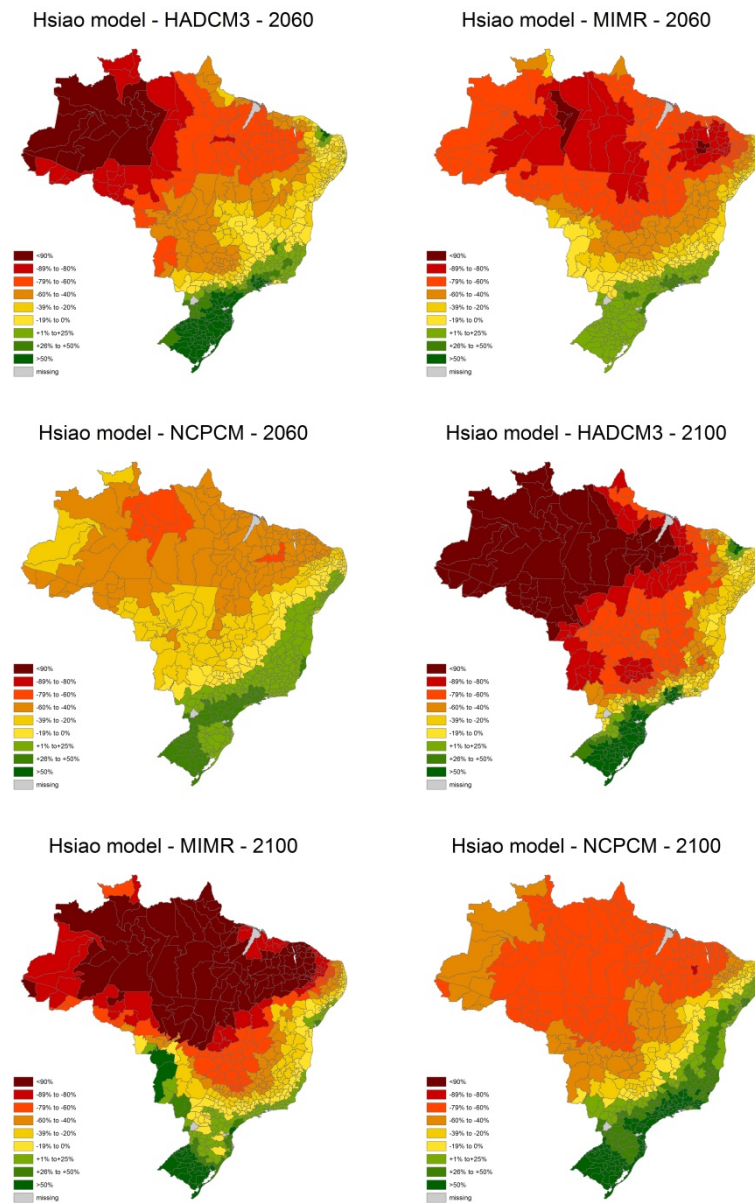 Hsiao model - HADCM3 - 2060
<90%
-89% to -80%
-79% to -60%
-60% to -40%
-39% to -20%
-19% to 0%
+1% to+25%
+26% to +50%
>50%
missing
Hsiao model - MIMR - 2060
<90%
-89% to -80%
-79% to -60%
-60% to -40%
-39% to -20%
-19% to 0%
+1% to+25%
+26% to +50%
>50%
missing
Hsiao model - NCPCM - 2060
<90%
-89% to -80%
-79% to -60%
-60% to -40%
-39% to -20%
-19% to 0%
+1% to+25%
+26% to +50%
>50%
missing
Hsiao model - HADCM3 - 2100
<90%
-89% to -80%
-79% to -60%
-60% to -40%
-39% to -20%
-19% to 0%
+1% to+25%
+26% to +50%
>50%
missing
Hsiao model - MIMR - 2100
<90%
-89% to -80%
-79% to -60%
-60% to -40%
-39% to -20%
-19% to 0%
+1% to+25%
+26% to +50%
>50%
missing
Hsiao model - NCPCM - 2100
<90%
-89% to -80%
-79% to -60%
-60% to -40%
-39% to -20%
-19% to 0%
+1% to+25%
+26% to +50%
>50%
missing